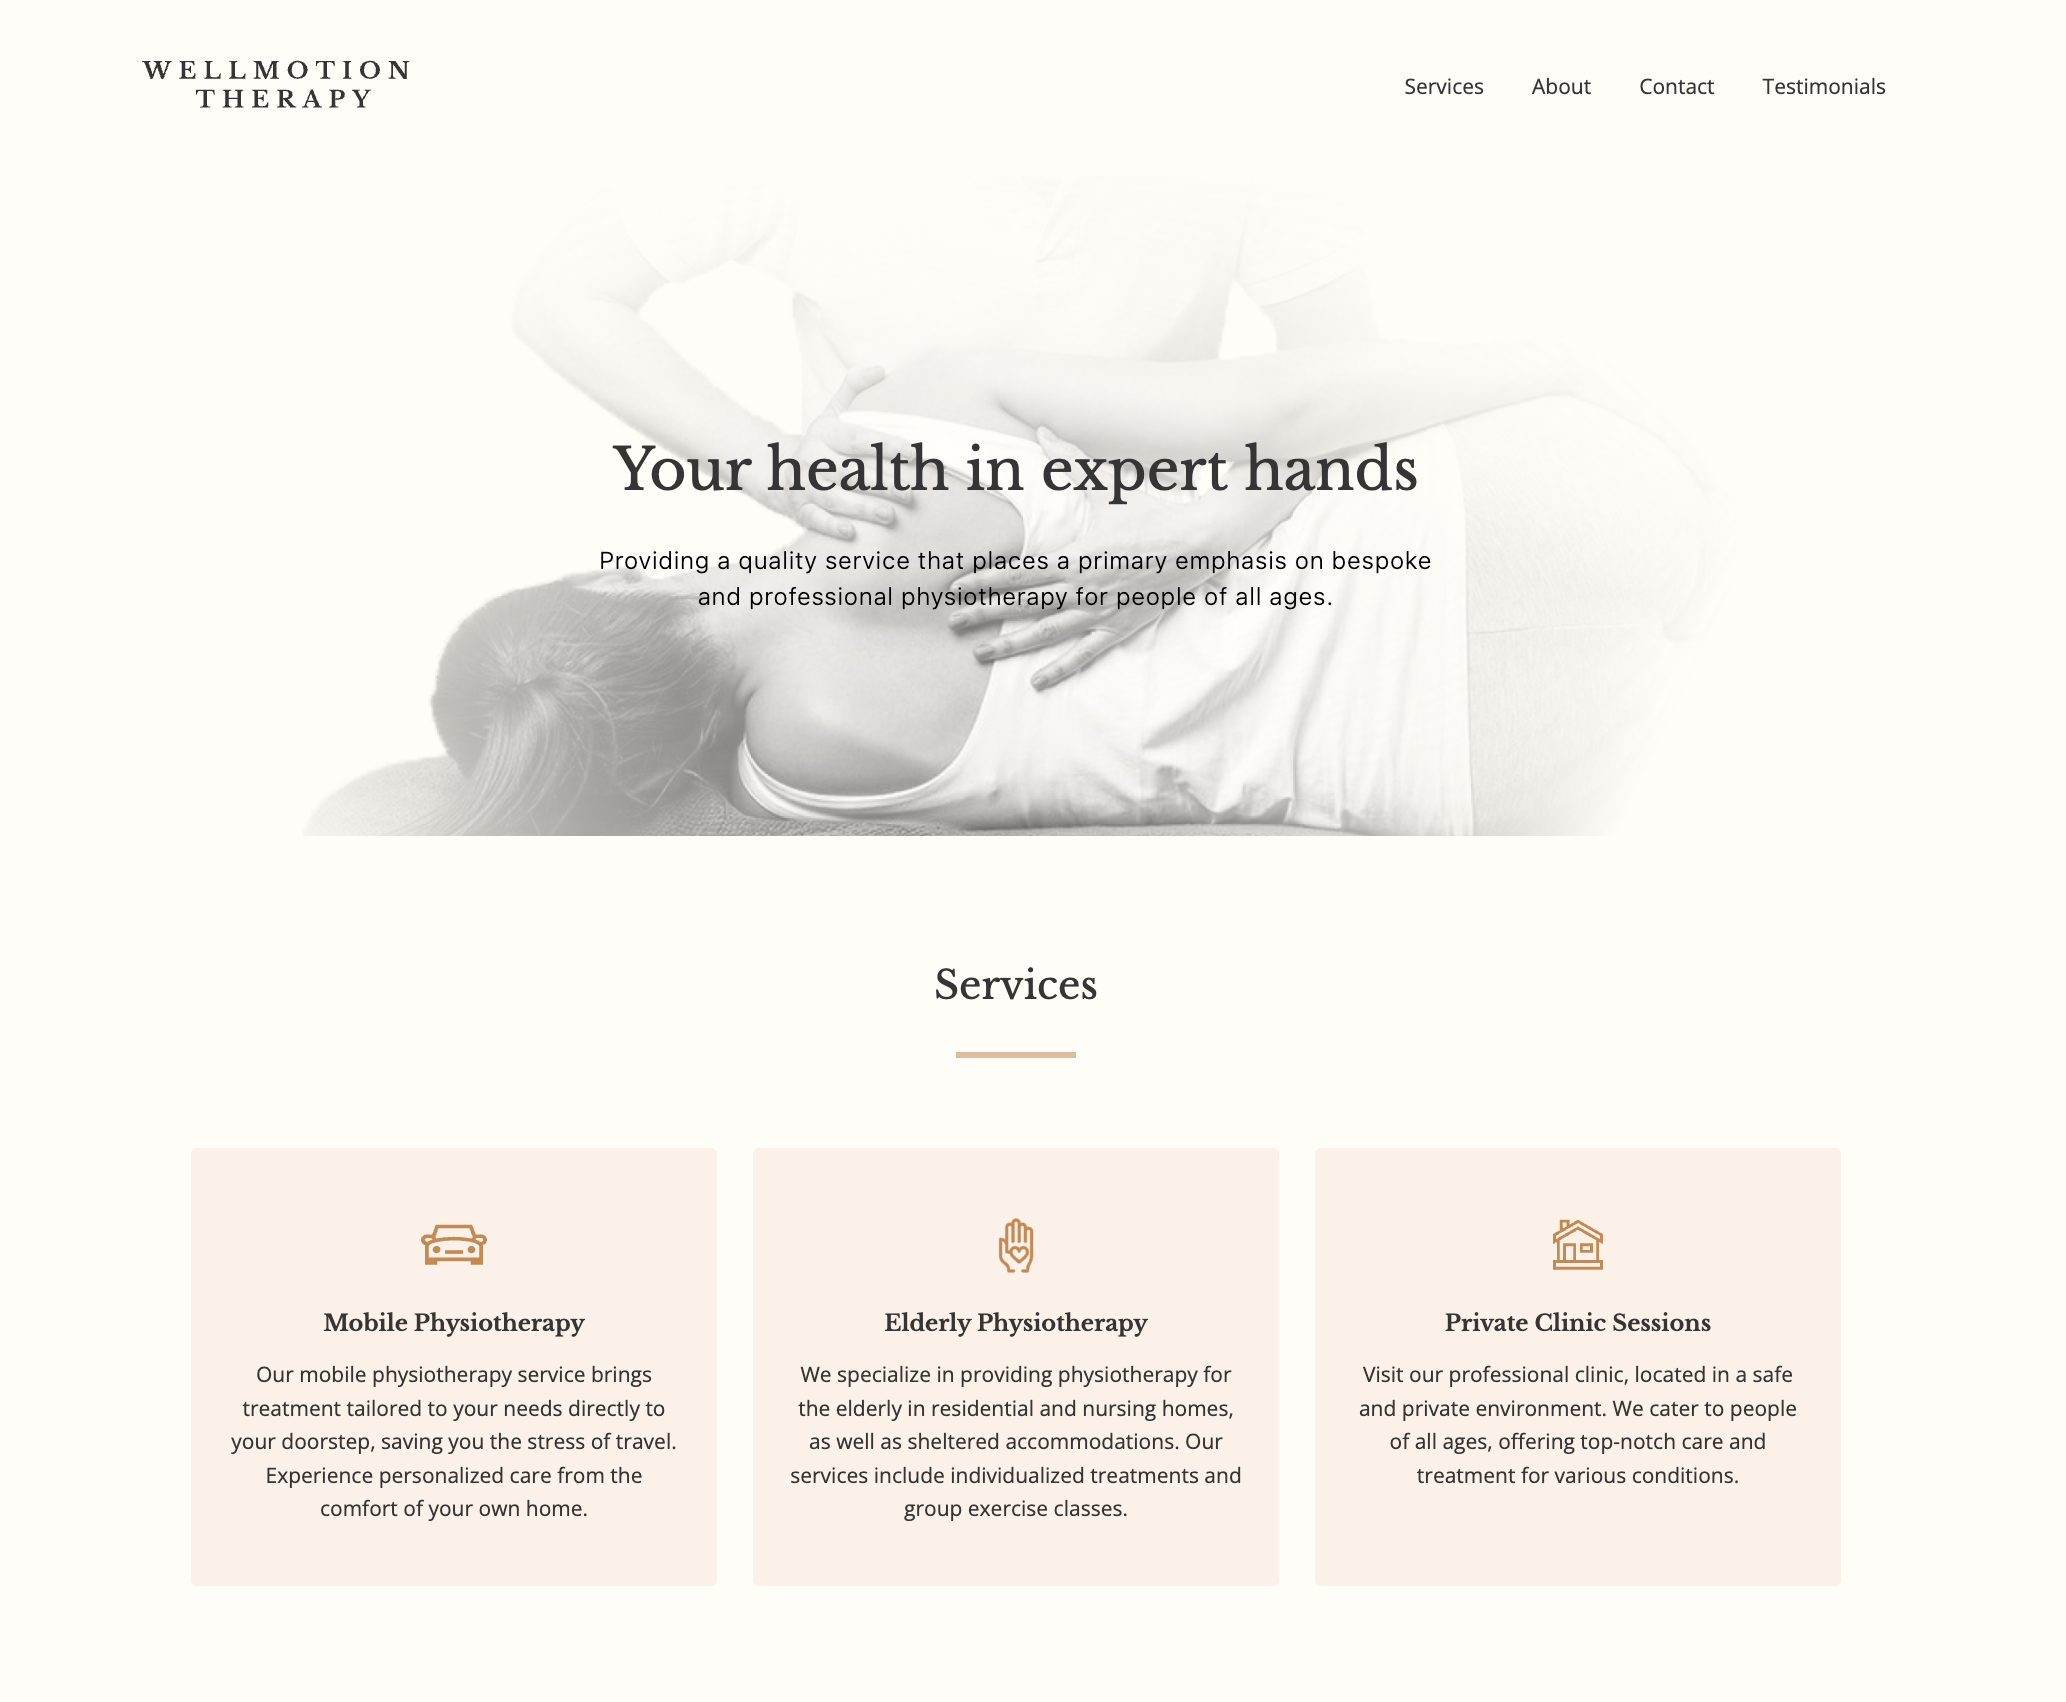 WELLMOTION
THERAPY
Services
About
Contact
Testimonials
Your health in expert hands
Providing a quality service that places a primary emphasis on bespoke
and professional physiotherapy for people of all ages.
Services
Mobile Physiotherapy
Our mobile physiotherapy service brings
treatment tailored to your needs directly to
your doorstep, saving you the stress of travel.
Experience personalized care from the
comfort of your own home.
Elderly Physiotherapy
We specialize in providing physiotherapy for
the elderly in residential and nursing homes,
as well as sheltered accommodations. Our
services include individualized treatments and
group exercise classes.
Private Clinic Sessions
Visit our professional clinic, located in a safe
and private environment. We cater to people
of all ages, offering top-notch care and
treatment for various conditions.